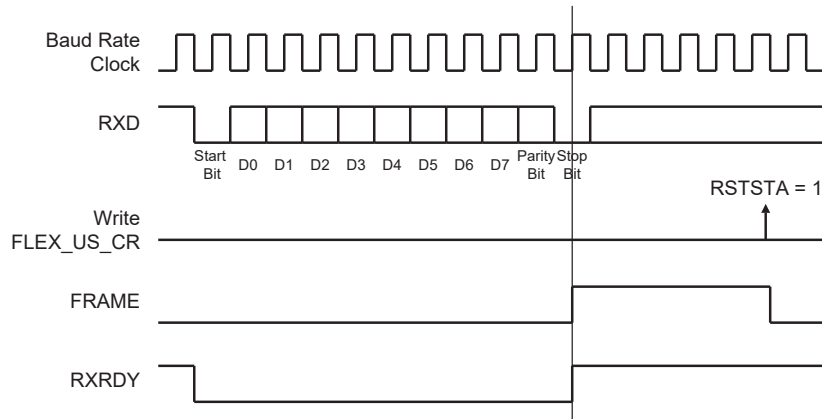 Baud Rate
Clock
RXD
Start
Bit
D0
D1
D2
D3
D4
D5
D6
D7
Parity
Bit
Stop
Bit
Write
FLEX_US_CR
RSTSTA = 1
FRAME
RXRDY